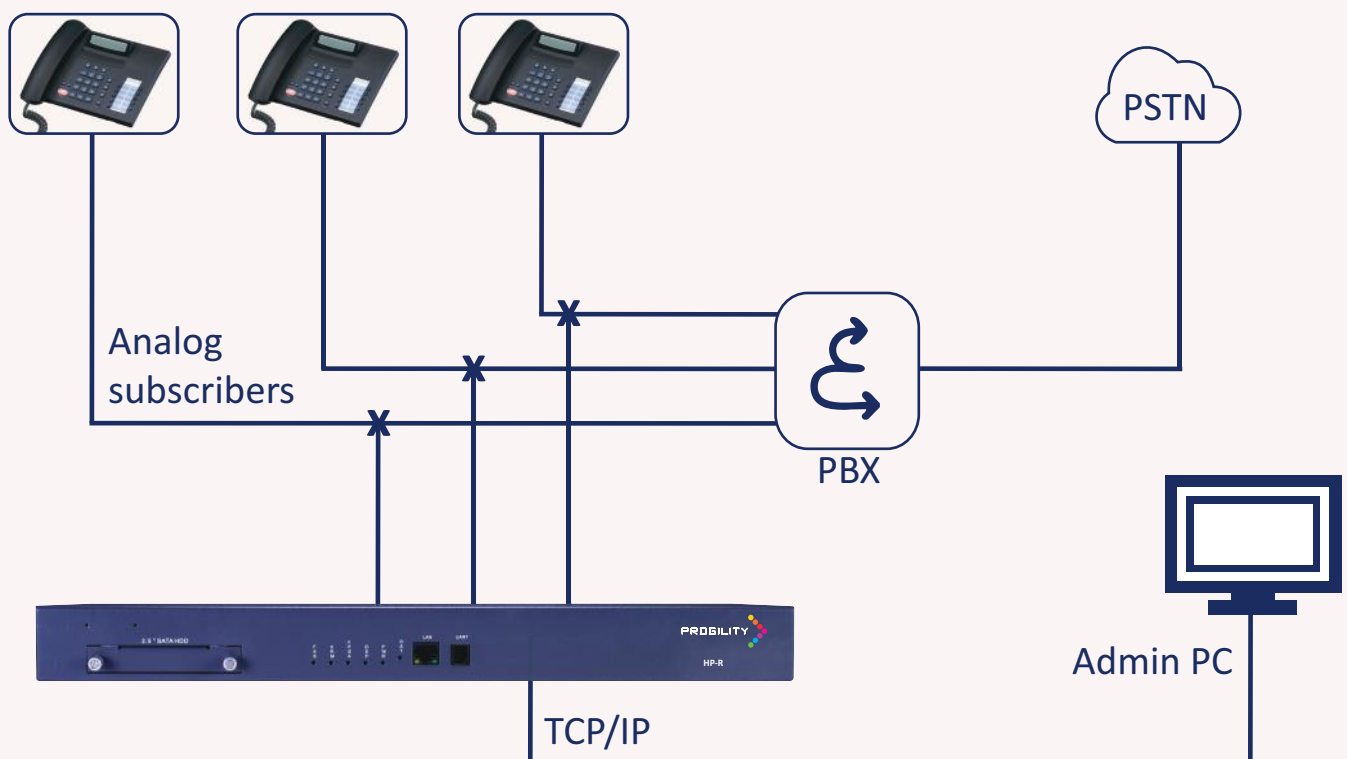 PSTN
Analog
subscribers
PBX
2.5" SATA HDD
LAN
UART
PROGILITY
HP-R
Admin PC
TCP/IP